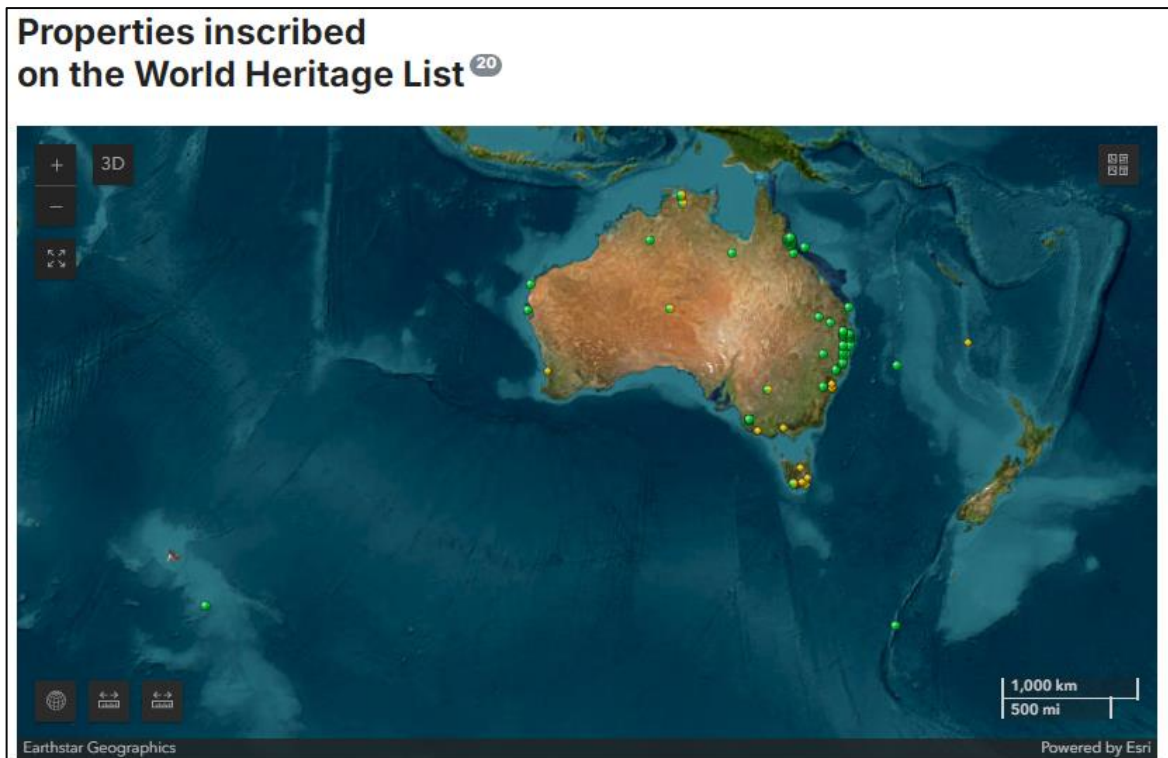 Properties inscribed
on the World Heritage List 20
+
3D
−
1,000 km
500 mi
Earthstar Geographics
Powered by Esri